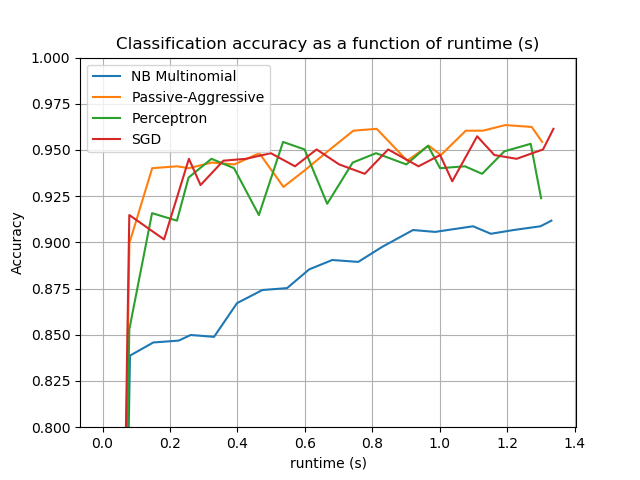 Classification accuracy as a function of runtime (s)
NB Multinomial
Passive-Aggressive
Perceptron
SGD
Accuracy
1.000
0.975
0.950
0.925
0.900
0.875
0.850
0.825
0.800
0.0 0.2 0.4 0.6 0.8 1.0 1.2 1.4
runtime (s)